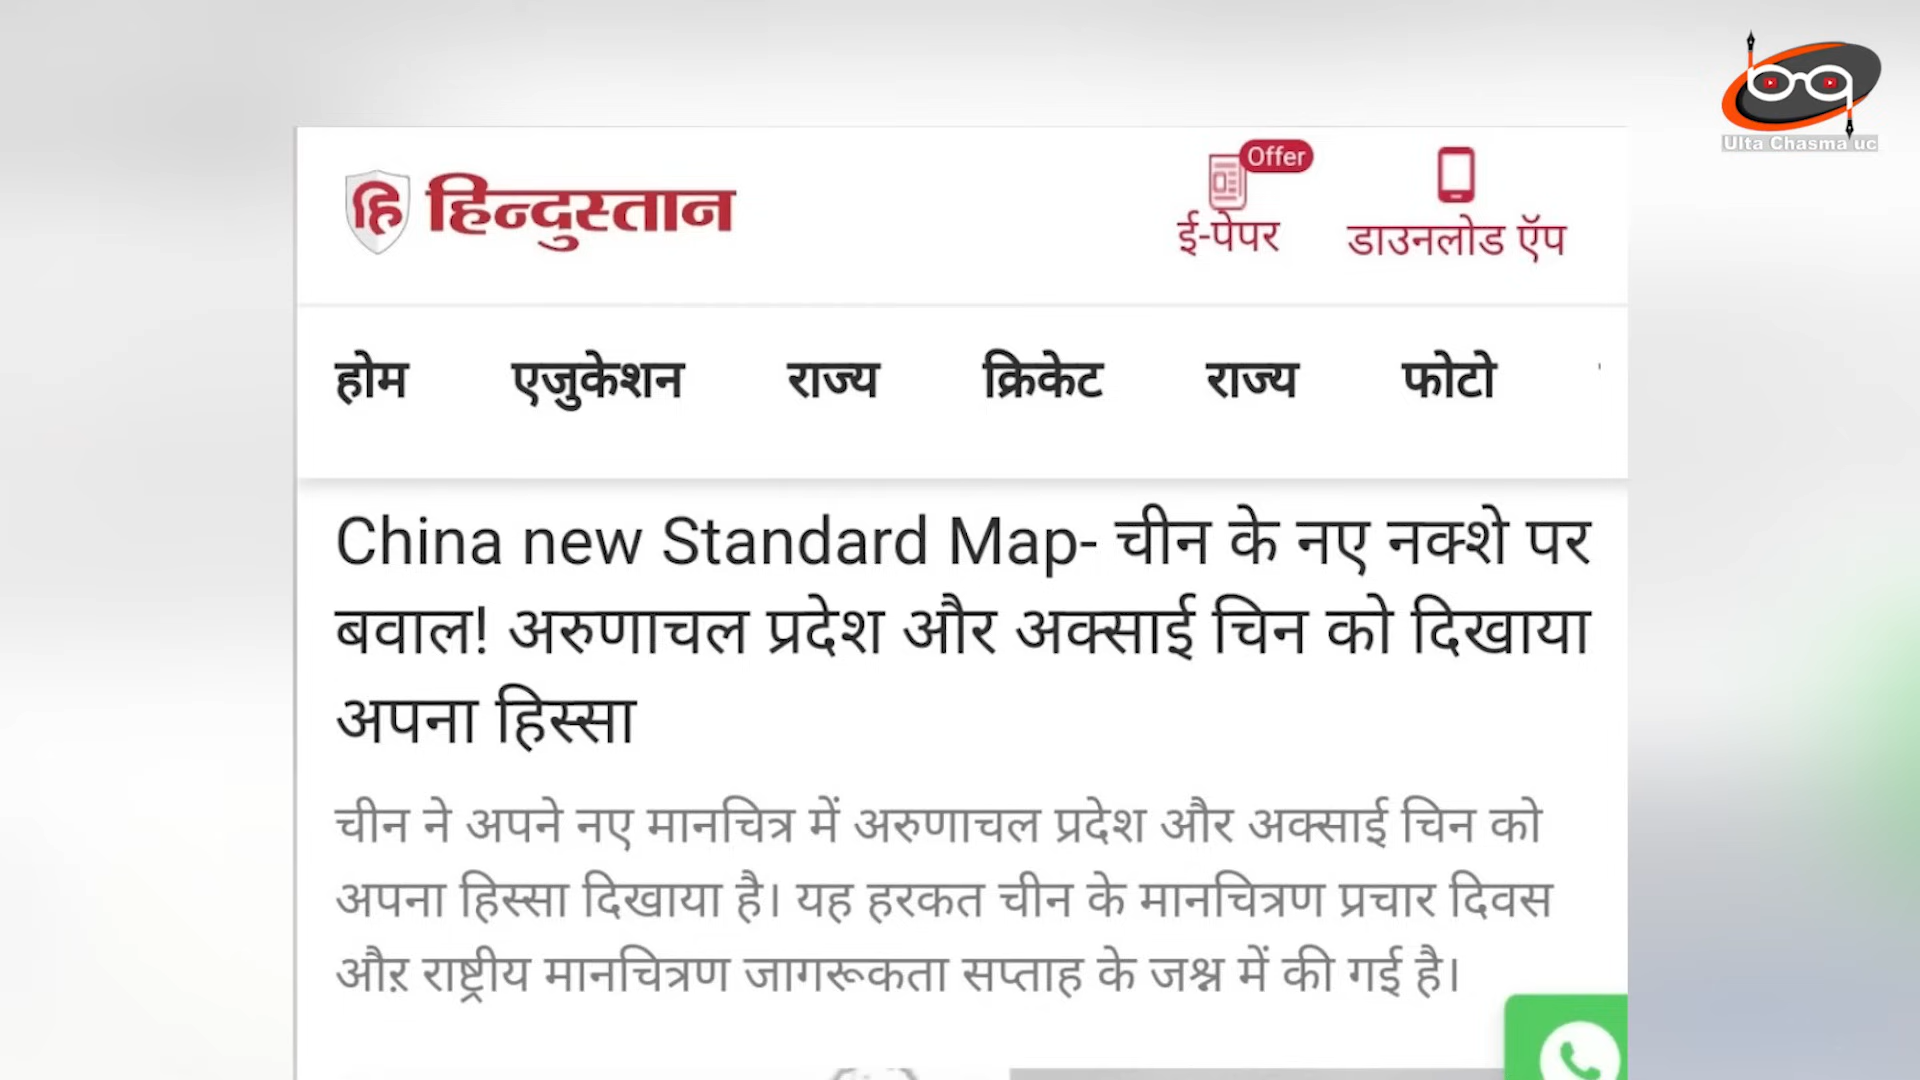 Ulta Chasma uc
हि हिन्दुस्तान
Offer
ई-पेपर
डाउनलोड ऍप
होम एजुकेशन राज्य क्रिकेट राज्य फोटो
China new Standard Map- चीन के नए नक्शे पर
बवाल! अरुणाचल प्रदेश और अक्साई चिन को दिखाया
अपना हिस्सा
चीन ने अपने नए मानचित्र में अरुणाचल प्रदेश और अक्साई चिन को
अपना हिस्सा दिखाया है। यह हरकत चीन के मानचित्रण प्रचार दिवस
औऱ राष्ट्रीय मानचित्रण जागरूकता सप्ताह के जश्न में की गई है।